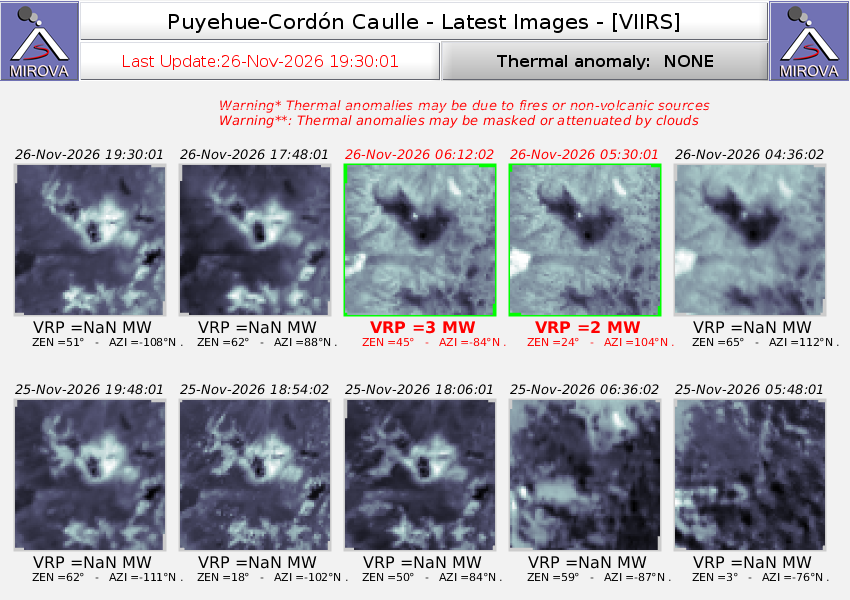 Puyehue-Cordón Caulle - Latest Images - [VIIRS]
MIROVA
Last Update:26-Nov-2026 19:30:01
Thermal anomaly: NONE
MIROVA
Warning* Thermal anomalies may be due to fires or non-volcanic sources
Warning**: Thermal anomalies may be masked or attenuated by clouds
26-Nov-2026 19:30:01
26-Nov-2026 17:48:01
26-Nov-2026 06:12:02
26-Nov-2026 05:30:01
26-Nov-2026 04:36:02
VRP =NaN MW
VRP =NaN MW
VRP =3 MW
VRP =2 MW
VRP =NaN MW
ZEN =51° - AZI =-108°N .
ZEN =62° - AZI =88°N .
ZEN =45° - AZI =-84°N .
ZEN =24° - AZI =104°N .
ZEN =65° - AZI =112°N .
25-Nov-2026 19:48:01
25-Nov-2026 18:54:02
25-Nov-2026 18:06:01
25-Nov-2026 06:36:02
25-Nov-2026 05:48:01
VRP =NaN MW
VRP =NaN MW
VRP =NaN MW
VRP =NaN MW
VRP =NaN MW
ZEN =62° - AZI =-111°N .
ZEN =18° - AZI =-102°N .
ZEN =50° - AZI =84°N .
ZEN =59° - AZI =-87°N .
ZEN =3° - AZI =-76°N .